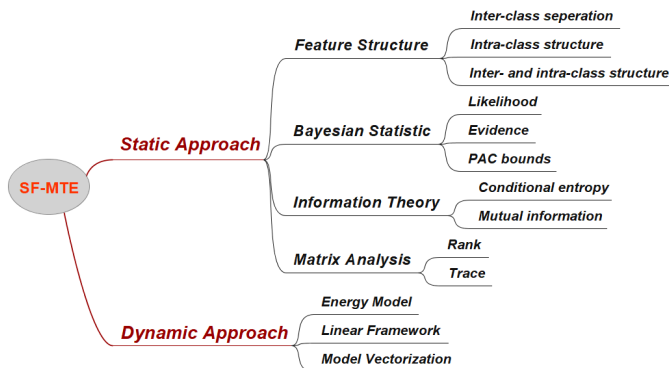 SF-MTE
Static Approach
Feature Structure
Inter-class seperation
Intra-class structure
Inter- and intra-class structure
Bayesian Statistic
Likelihood
Evidence
PAC bounds
Information Theory
Conditional entropy
Mutual information
Matrix Analysis
Rank
Trace
Dynamic Approach
Energy Model
Linear Framework
Model Vectorization